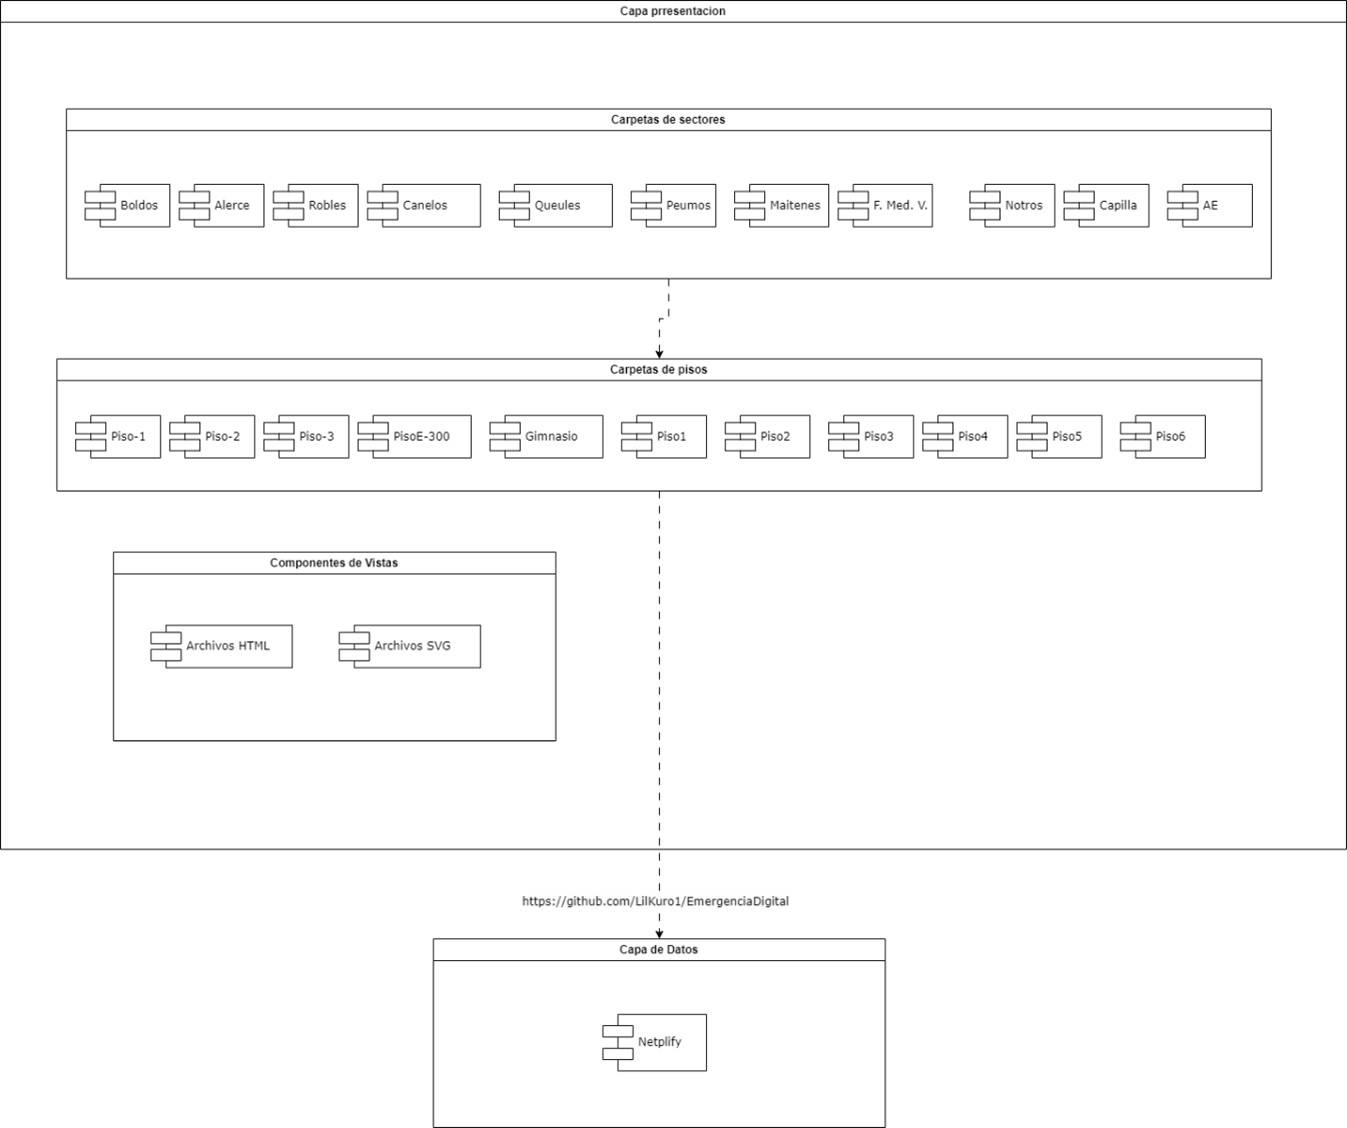 Capa prresentacion
Carpetas de sectores
Boldos
Alerce
Robles
Canelos
Queules
Peumos
Maitenes
F. Med. V.
Notros
Capilla
AE
Carpetas de pisos
Piso-1
Piso-2
Piso-3
PisoE-300
Gimnasio
Piso1
Piso2
Piso3
Piso4
Piso5
Piso6
Componentes de Vistas
Archivos HTML
Archivos SVG
https://github.com/LilKuro1/EmergenciaDigital
Capa de Datos
Netplify